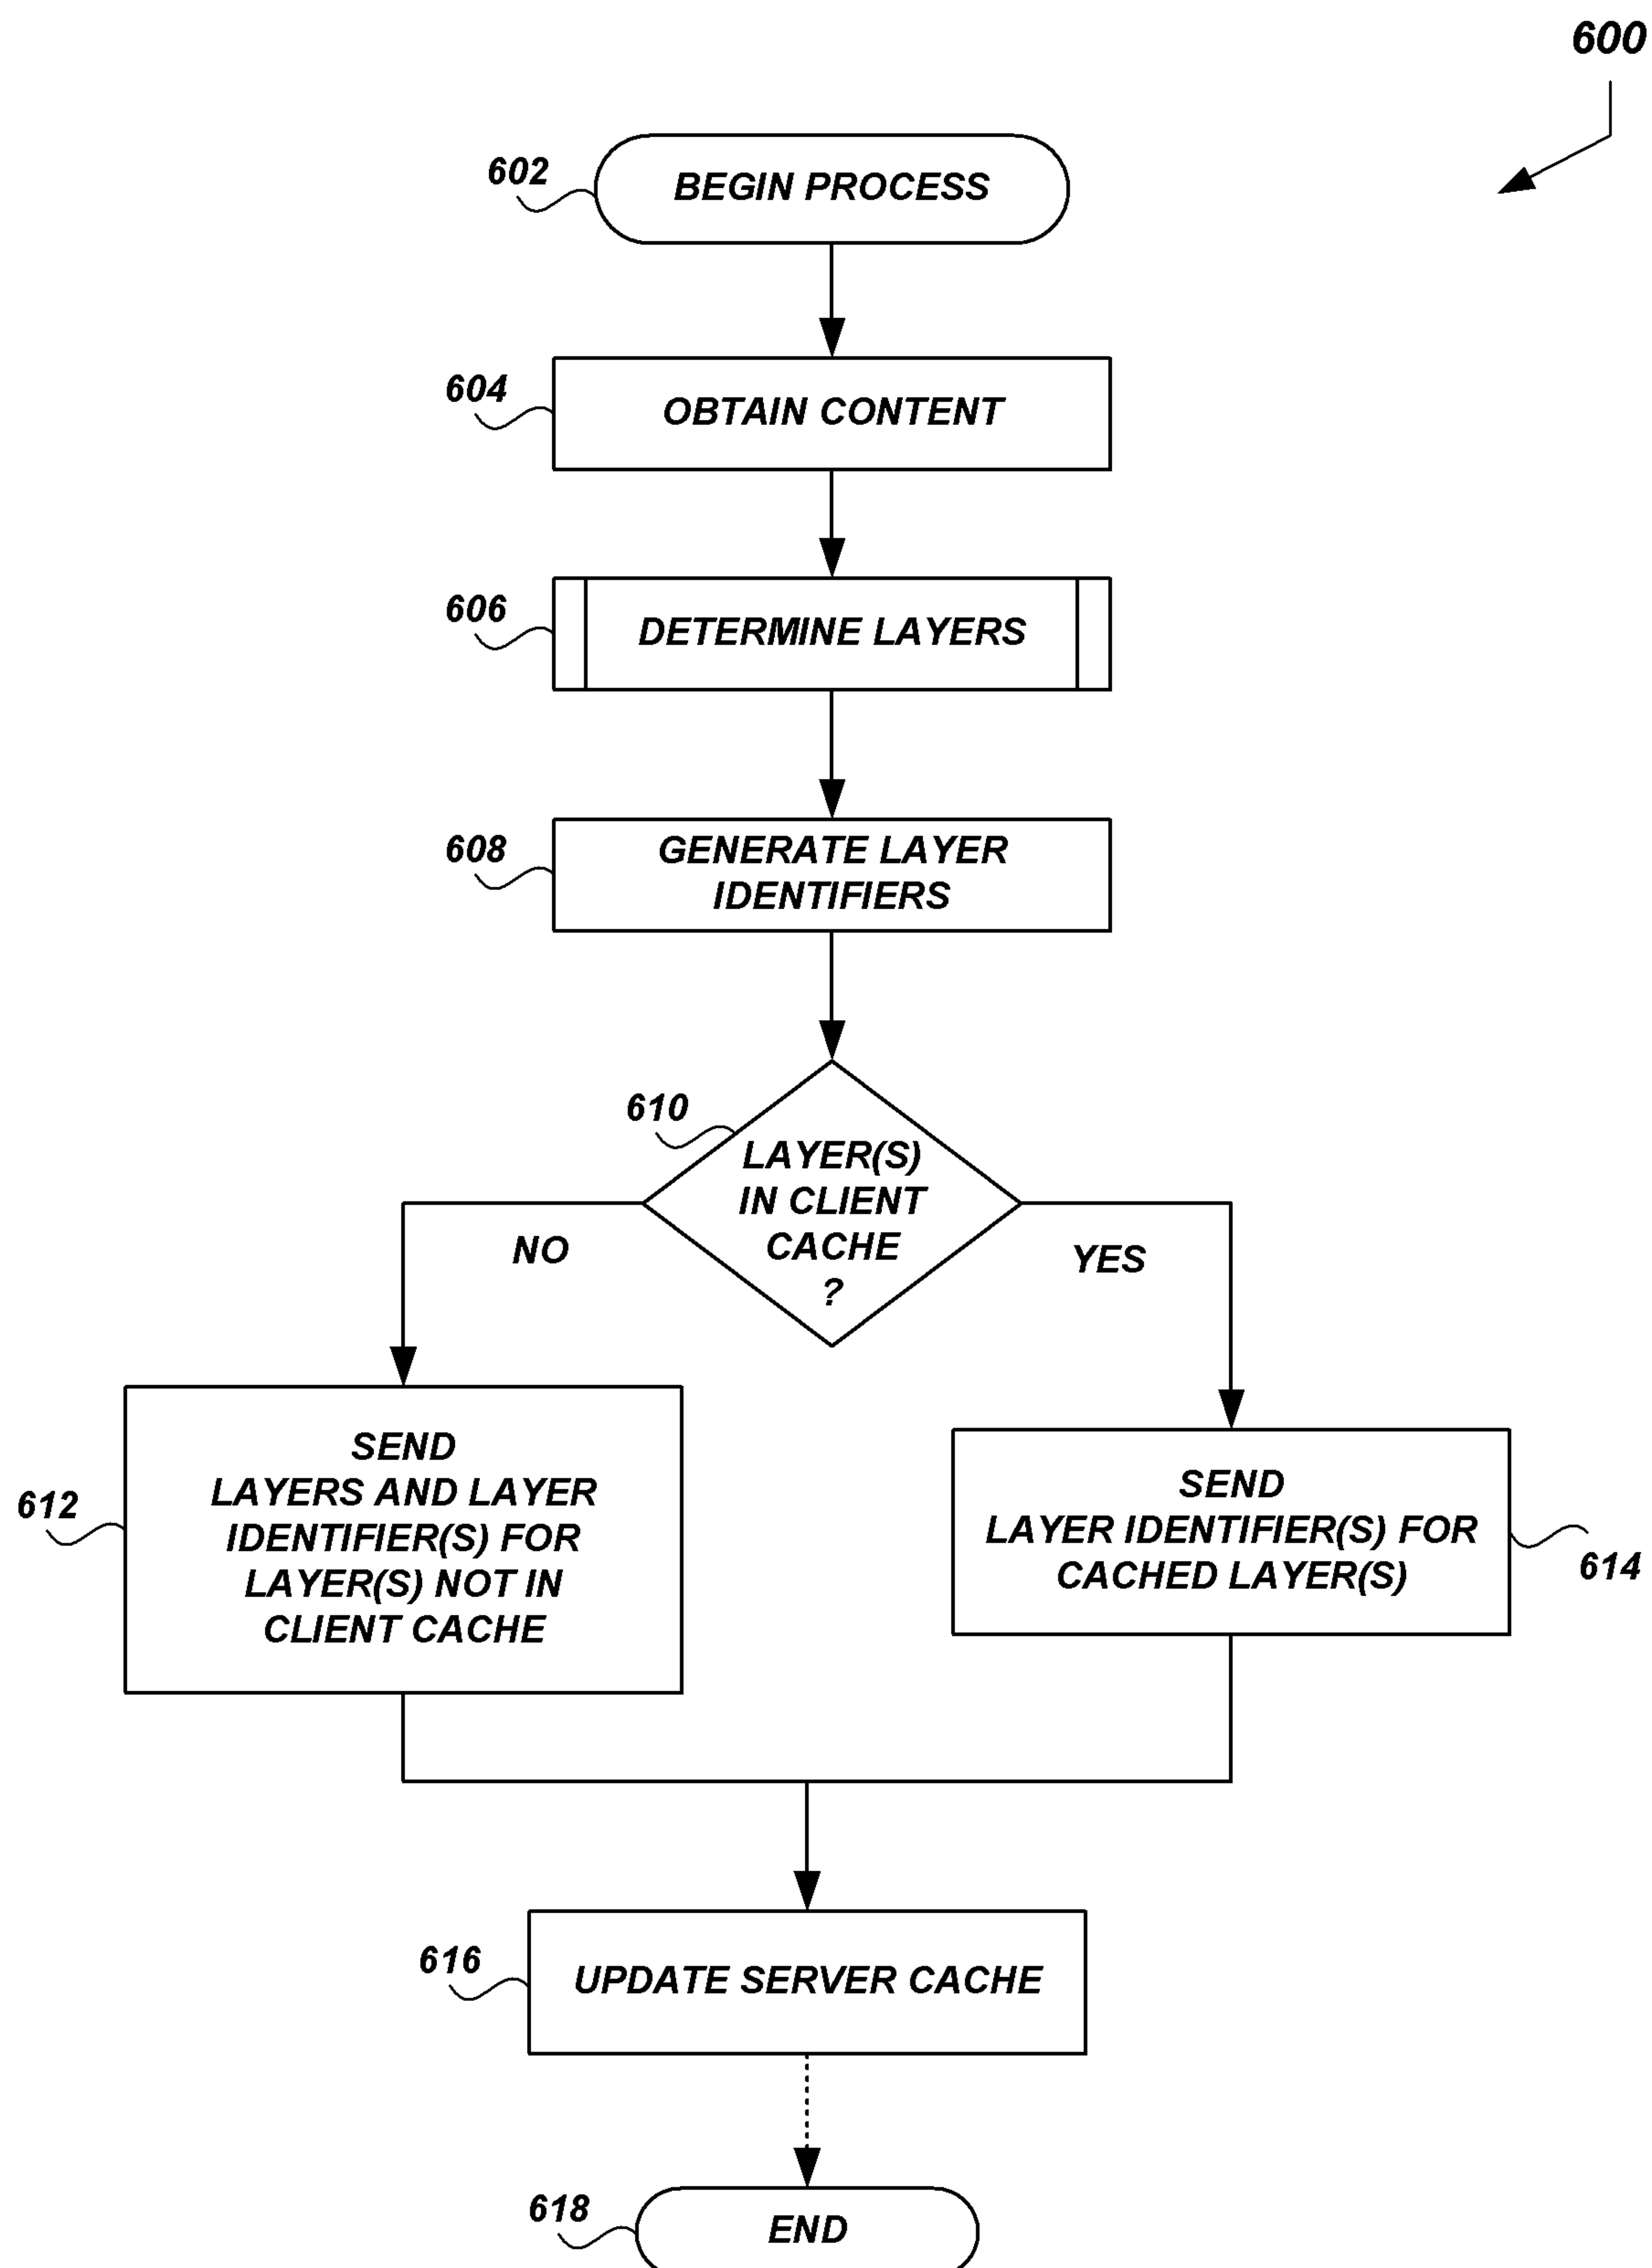 600
602
BEGIN PROCESS
604
OBTAIN CONTENT
606
DETERMINE LAYERS
608
GENERATE LAYER
IDENTIFIERS
610
LAYER(S)
IN CLIENT
CACHE
?
NO
YES
612
SEND
LAYERS AND LAYER
IDENTIFIER(S) FOR
LAYER(S) NOT IN
CLIENT CACHE
SEND
LAYER IDENTIFIER(S) FOR
CACHED LAYER(S)
614
616
UPDATE SERVER CACHE
618
END